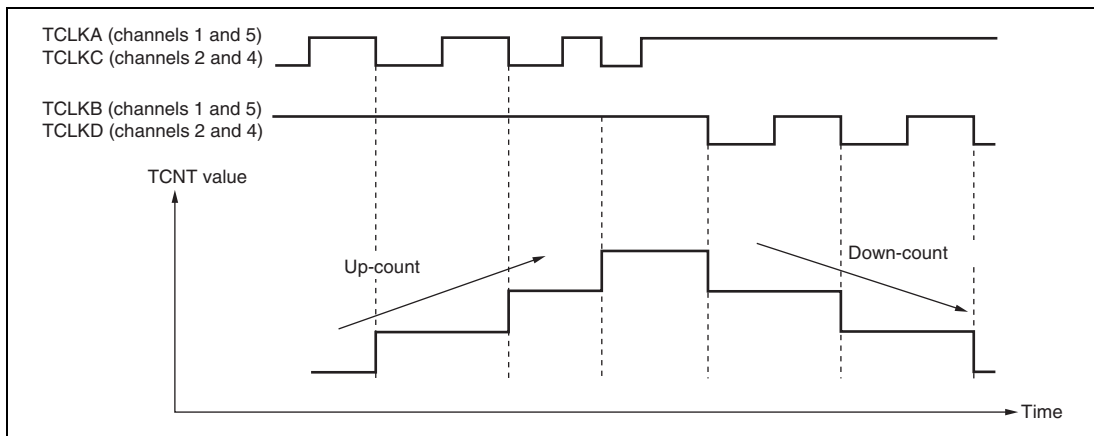 TCLKA (channels 1 and 5)
TCLKC (channels 2 and 4)
TCLKB (channels 1 and 5)
TCLKD (channels 2 and 4)
TCNT value
Up-count
Down-count
Time